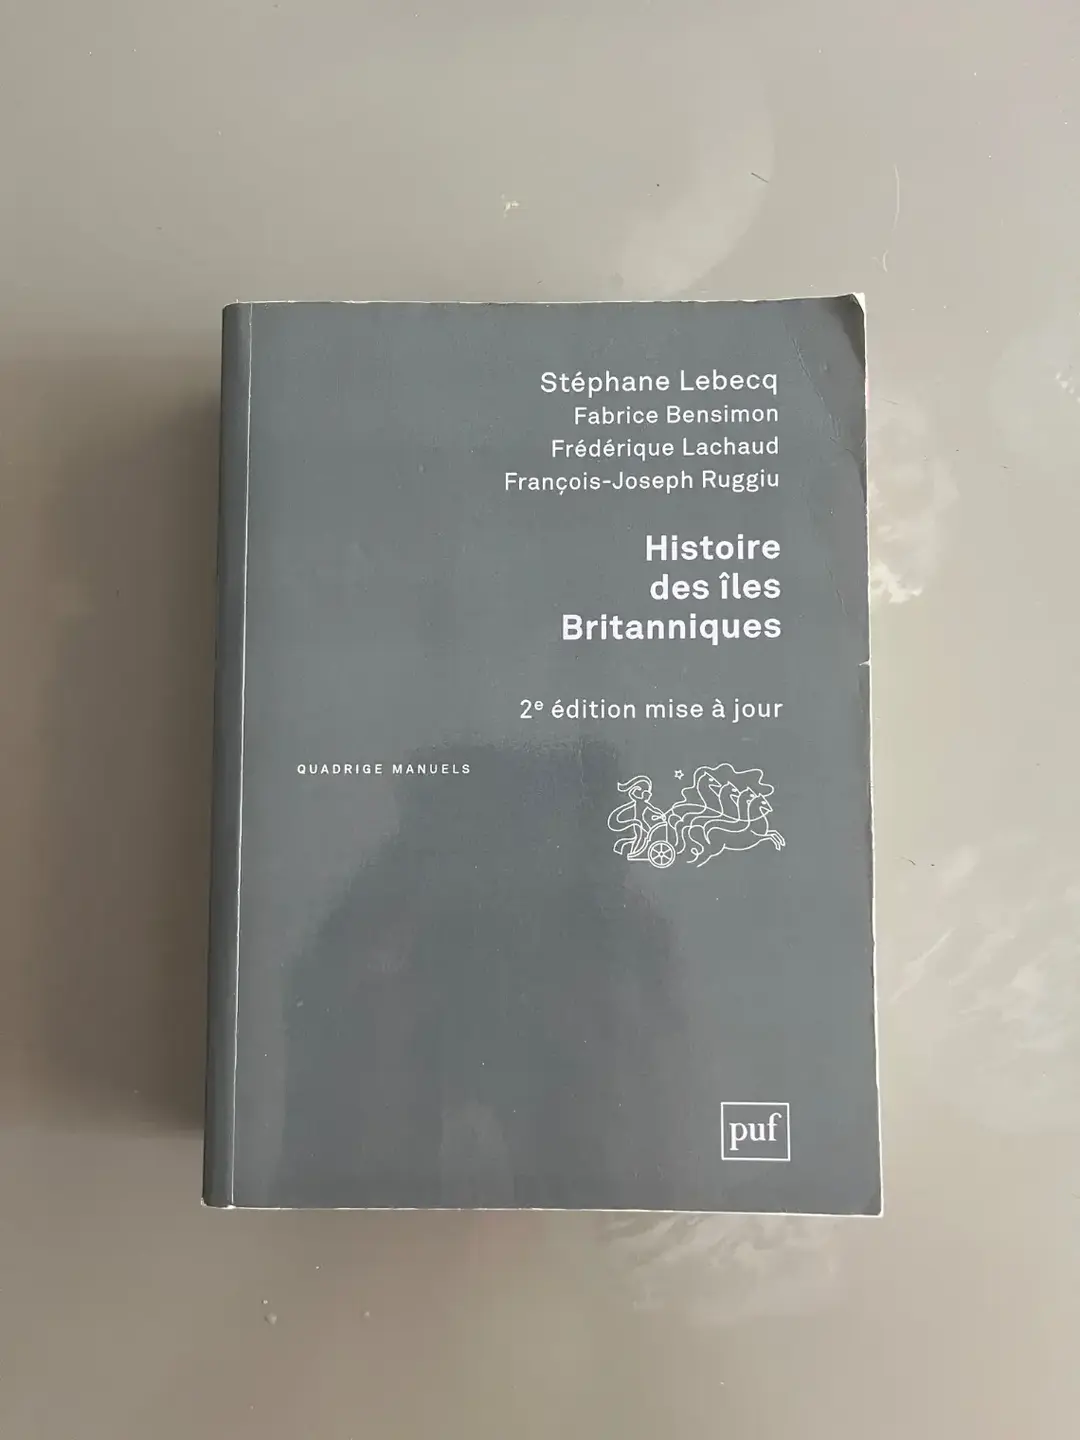 Stéphane Lebecq
Fabrice Bensimon
Frédérique Lachaud
François-Joseph Ruggiu
Histoire
des îles
Britanniques
2ᵉ édition mise à jour
QUADRIGE MANUELS
puf